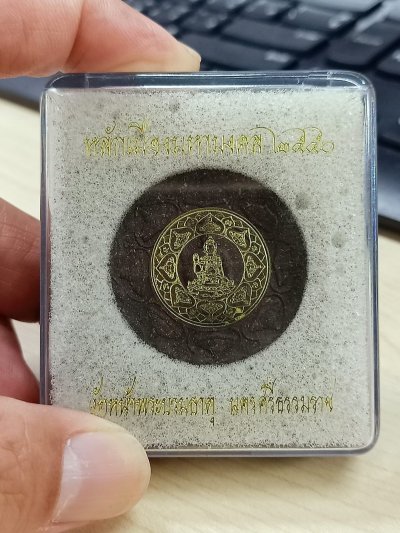 หลักเมืองมหามงคล ๒๕๕๐
วัดหน้าพระบรมธาตุ นครศรีธรรมราช